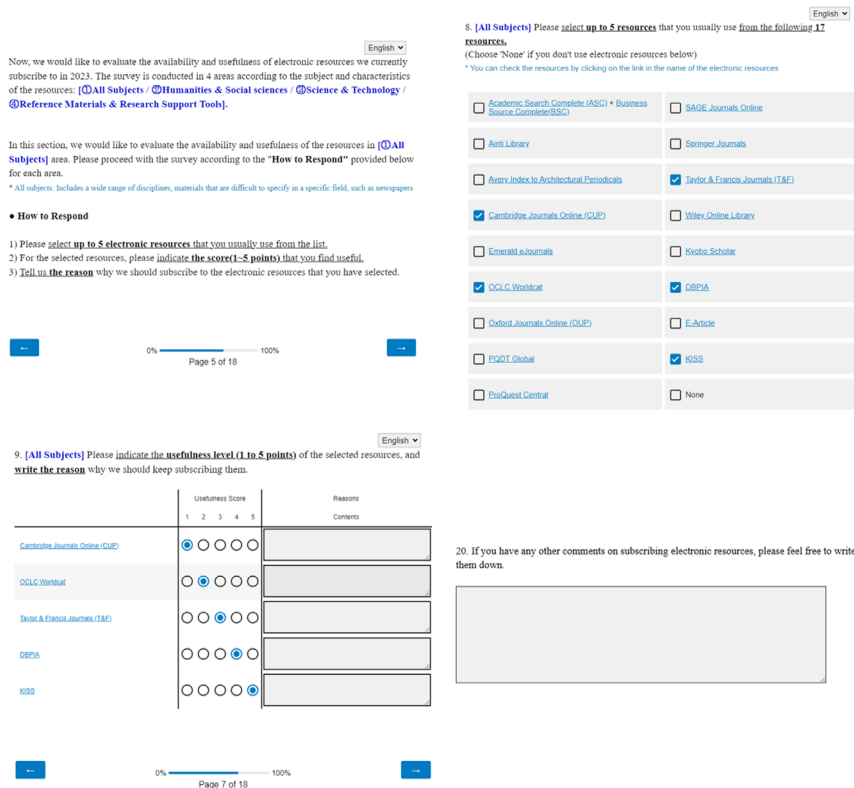 English
Now, we would like to evaluate the availability and usefulness of electronic resources we currently
subscribe to in 2023. The survey is conducted in 4 areas according to the subject and characteristics
of the resources: [①All Subjects / ②Humanities & Social sciences / ③Science & Technology /
④Reference Materials & Research Support Tools].
In this section, we would like to evaluate the availability and usefulness of the resources in [①All
Subjects] area. Please proceed with the survey according to the "How to Respond" provided below
for each area.
* All subjects: Includes a wide range of disciplines, materials that are difficult to specify in a specific field, such as newspapers
● How to Respond
1) Please select up to 5 electronic resources that you usually use from the list.
2) For the selected resources, please indicate the score(1~5 points) that you find useful.
3) Tell us the reason why we should subscribe to the electronic resources that you have selected.
←
0%
100%
→
Page 5 of 18
English
8. [All Subjects] Please select up to 5 resources that you usually use from the following 17
resources.
(Choose 'None' if you don't use electronic resources below)
* You can check the resources by clicking on the link in the name of the electronic resources
Academic Search Complete (ASC) + Business
Source Complete(BSC)
SAGE Journals Online
Airiti Library
Springer Journals
Avery Index to Architectural Periodicals
Taylor & Francis Journals (T&F)
Cambridge Journals Online (CUP)
Wiley Online Library
Emerald eJournals
Kyobo Scholar
OCLC Worldcat
DBPIA
Oxford Journals Online (OUP)
E-Article
PQDT Global
KISS
ProQuest Central
None
English
9. [All Subjects] Please indicate the usefulness level (1 to 5 points) of the selected resources, and
write the reason why we should keep subscribing them.
Usefulness Score
Reasons
1 2 3 4 5
Contents
Cambridge Journals Online (CUP)
OCLC Worldcat
Taylor & Francis Journals (T&F)
DBPIA
KISS
←
0%
100%
→
Page 7 of 18
20. If you have any other comments on subscribing electronic resources, please feel free to write
them down.